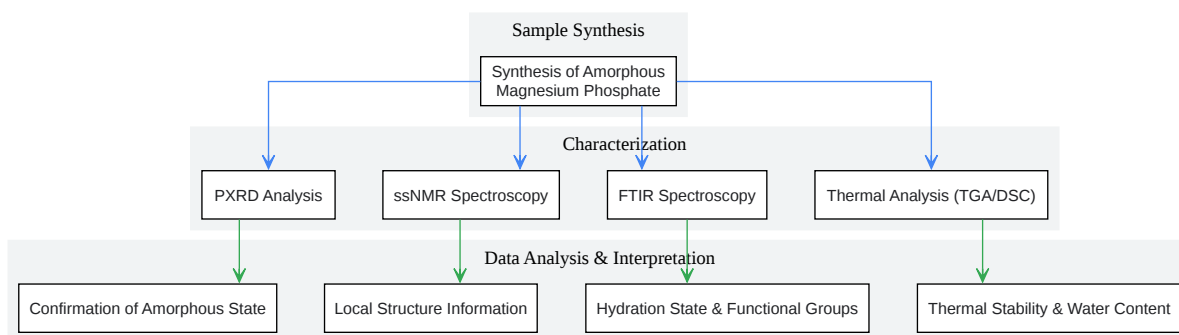 Sample Synthesis
Synthesis of Amorphous
Magnesium Phosphate
Characterization
PXRD Analysis
ssNMR Spectroscopy
FTIR Spectroscopy
Thermal Analysis (TGA/DSC)
Data Analysis & Interpretation
Confirmation of Amorphous State
Local Structure Information
Hydration State & Functional Groups
Thermal Stability & Water Content